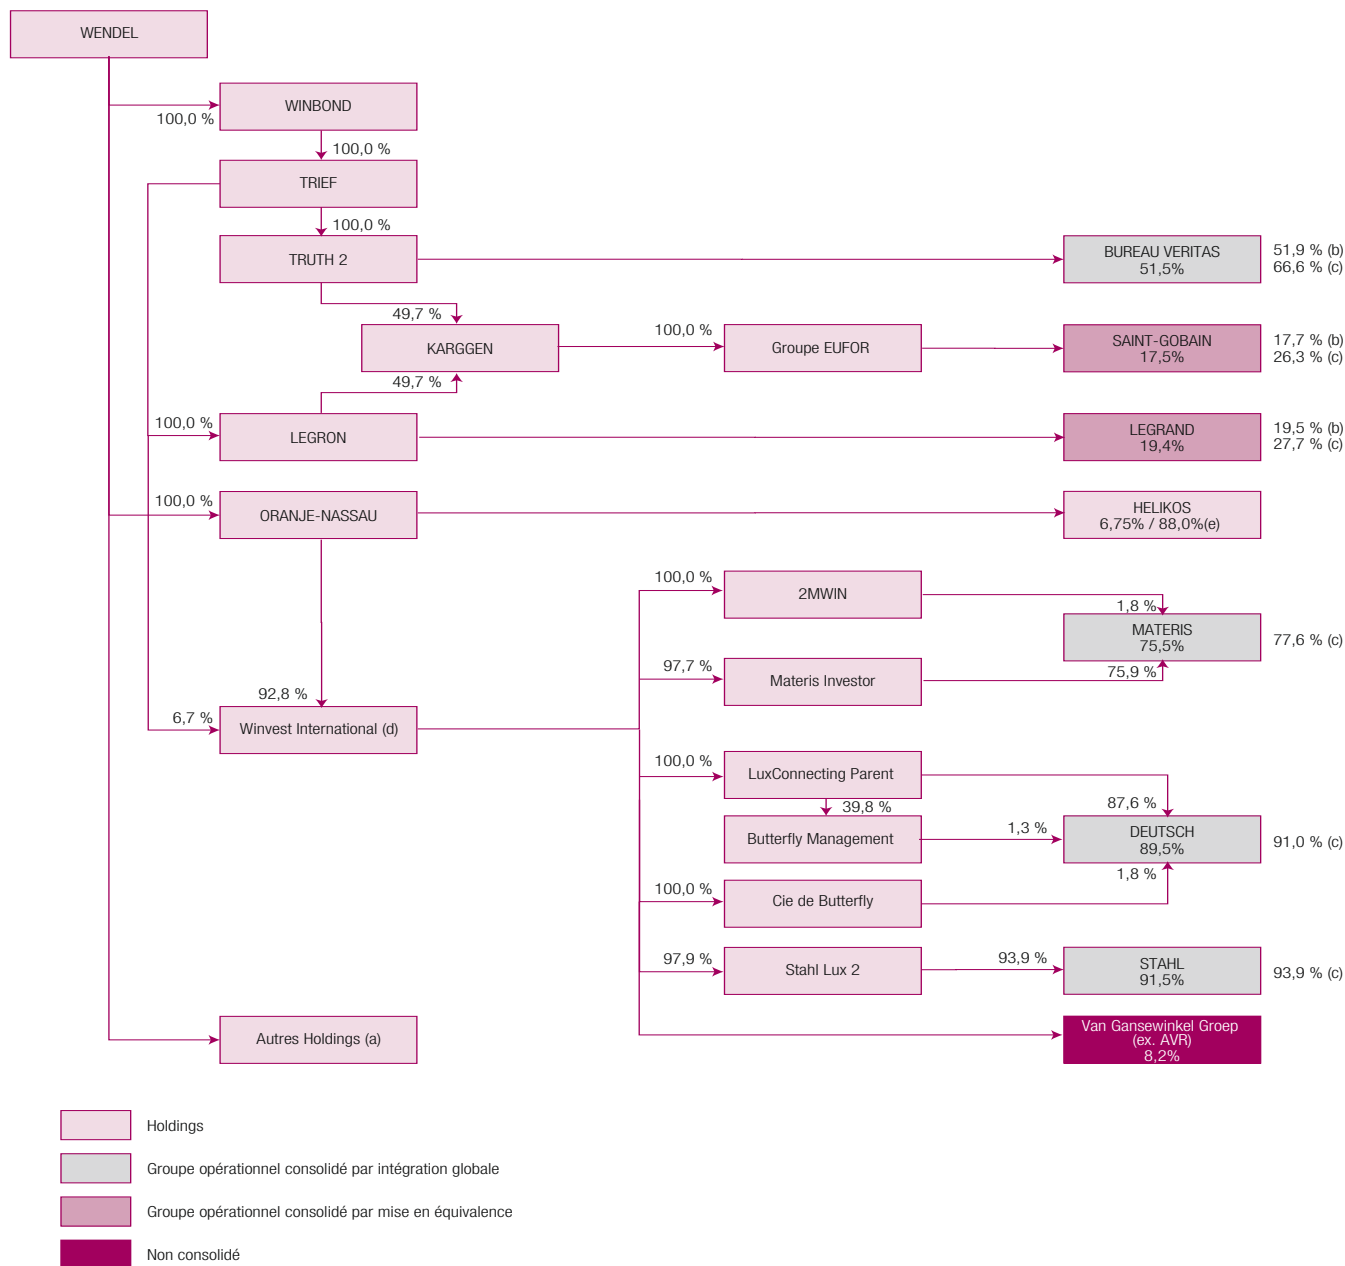 WENDEL
WINBOND
100,0 %
100,0 %
TRIEF
100,0 %
TRUTH 2
BUREAU VERITAS
51,5%
51,9 % (b)
66,6 % (c)
49,7 %
KARGGEN
100,0 %
Groupe EUFOR
SAINT-GOBAIN
17,5%
17,7 % (b)
26,3 % (c)
49,7 %
100,0 %
LEGRON
LEGRAND
19,4%
19,5 % (b)
27,7 % (c)
100,0 %
ORANJE-NASSAU
HELIKOS
6,75% / 88,0%(e)
100,0 %
2MWIN
1,8 %
MATERIS
75,5%
77,6 % (c)
97,7 %
Materis Investor
75,9 %
92,8 %
6,7 %
Winvest International (d)
100,0 %
LuxConnecting Parent
39,8 %
87,6 %
Butterfly Management
1,3 %
DEUTSCH
89,5%
91,0 % (c)
1,8 %
100,0 %
Cie de Butterfly
97,9 %
Stahl Lux 2
93,9 %
STAHL
91,5%
93,9 % (c)
Autres Holdings (a)
Van Gansewinkel Groep
(ex. AVR)
8,2%
Holdings
Groupe opérationnel consolidé par intégration globale
Groupe opérationnel consolidé par mise en équivalence
Non consolidé